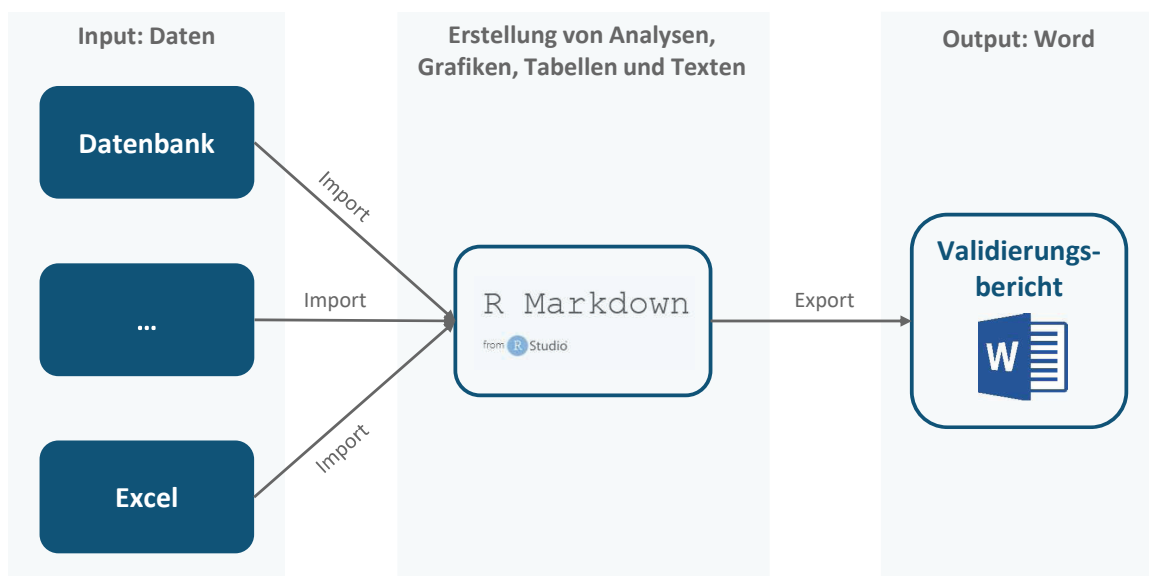 Input: Daten
Erstellung von Analysen,
Grafiken, Tabellen und Texten
Output: Word
Datenbank
Import
...
Import
Excel
Import
R Markdown
from R Studio
Export
Validierungs-
bericht
W